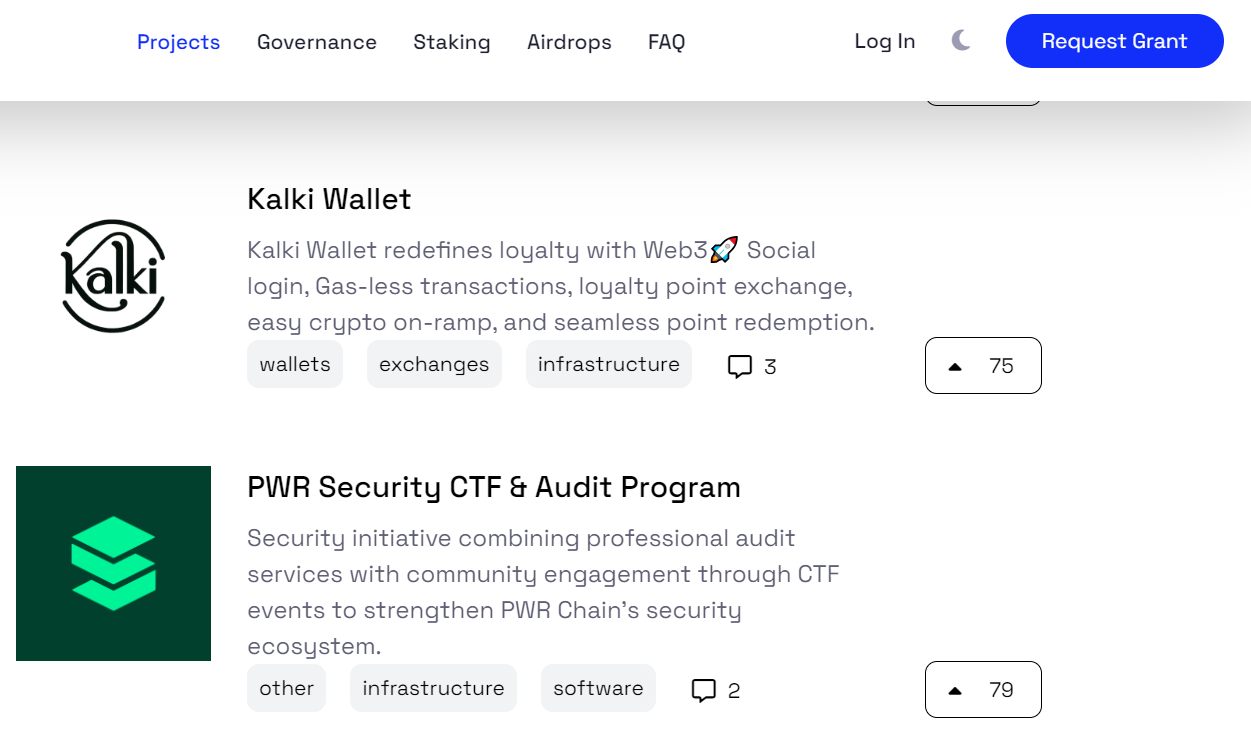 Projects Governance Staking Airdrops FAQ Log In Request Grant
Kalki Wallet
Kalki
Kalki Wallet redefines loyalty with Web3🚀 Social
login, Gas-less transactions, loyalty point exchange,
easy crypto on-ramp, and seamless point redemption.
wallets exchanges infrastructure 3 75
PWR Security CTF & Audit Program
Security initiative combining professional audit
services with community engagement through CTF
events to strengthen PWR Chain's security
ecosystem.
other infrastructure software 2 79